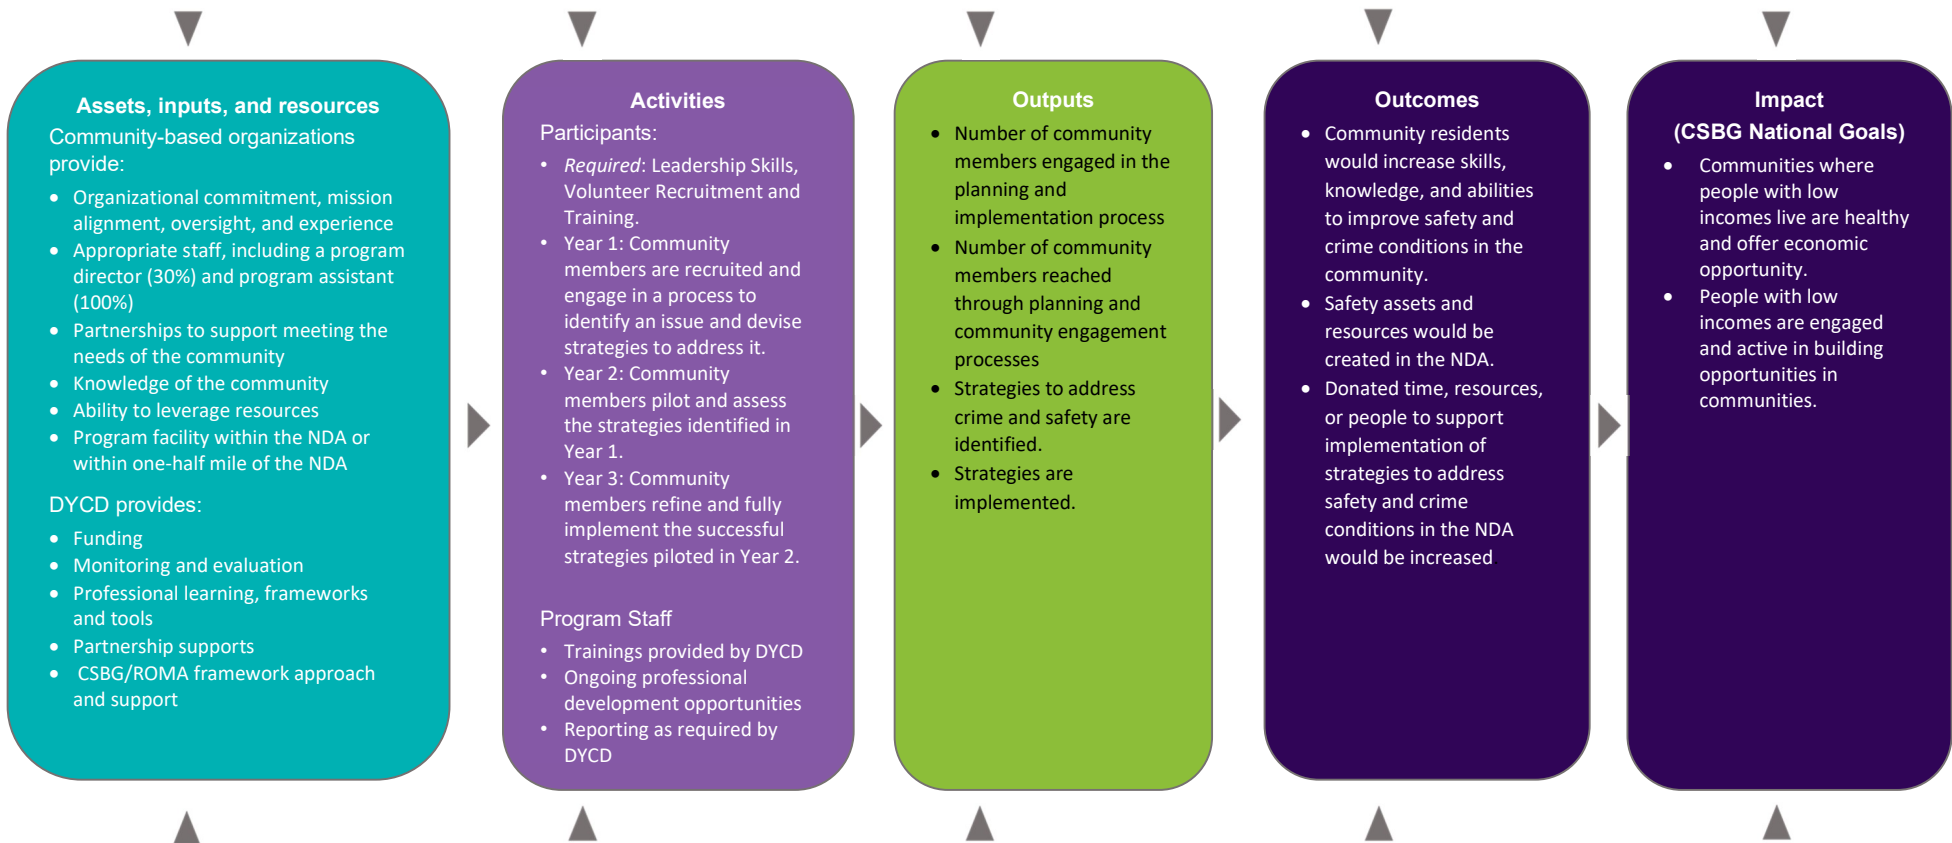 Assets, inputs, and resources
Community-based organizations
provide:
• Organizational commitment, mission
alignment, oversight, and experience
• Appropriate staff, including a program
director (30%) and program assistant
(100%)
• Partnerships to support meeting the
needs of the community
• Knowledge of the community
• Ability to leverage resources
• Program facility within the NDA or
within one-half mile of the NDA
DYCD provides:
• Funding
• Monitoring and evaluation
• Professional learning, frameworks
and tools
• Partnership supports
• CSBG/ROMA framework approach
and support
Activities
Participants:
• Required: Leadership Skills,
Volunteer Recruitment and
Training.
• Year 1: Community
members are recruited and
engage in a process to
identify an issue and devise
strategies to address it.
• Year 2: Community
members pilot and assess
the strategies identified in
Year 1.
• Year 3: Community
members refine and fully
implement the successful
strategies piloted in Year 2.
Program Staff
• Trainings provided by DYCD
• Ongoing professional
development opportunities
• Reporting as required by
DYCD
Outputs
• Number of community
members engaged in the
planning and
implementation process
• Number of community
members reached
through planning and
community engagement
processes
• Strategies to address
crime and safety are
identified.
• Strategies are
implemented.
Outcomes
• Community residents
would increase skills,
knowledge, and abilities
to improve safety and
crime conditions in the
community.
• Safety assets and
resources would be
created in the NDA.
• Donated time, resources,
or people to support
implementation of
strategies to address
safety and crime
conditions in the NDA
would be increased
Impact
(CSBG National Goals)
• Communities where
people with low
incomes live are healthy
and offer economic
opportunity.
• People with low
incomes are engaged
and active in building
opportunities in
communities.